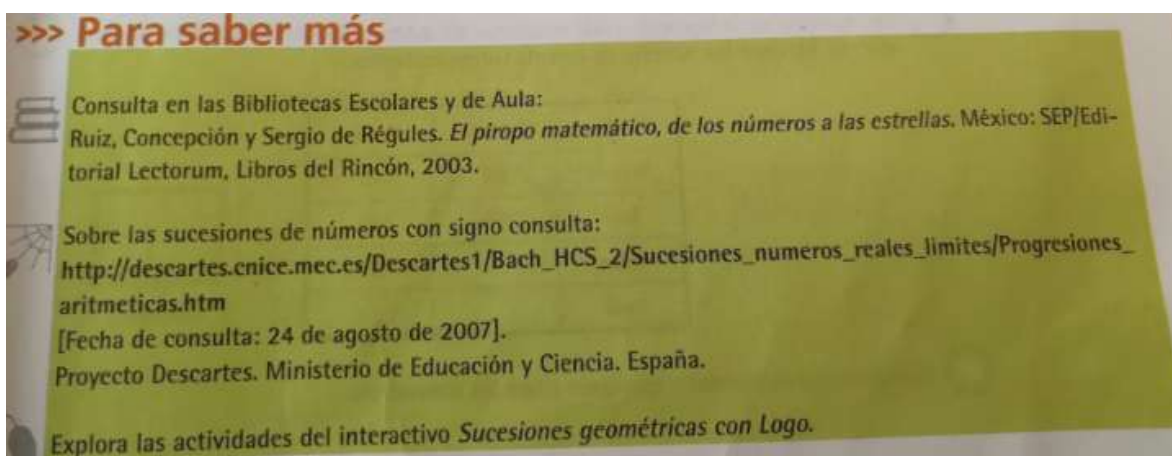 >>> Para saber más
Consulta en las Bibliotecas Escolares y de Aula:
Ruiz, Concepción y Sergio de Régules. El piropo matemático, de los números a las estrellas. México: SEP/Edi-
torial Lectorum, Libros del Rincón, 2003.
Sobre las sucesiones de números con signo consulta:
http://descartes.cnice.mec.es/Descartes1/Bach_HCS_2/Sucesiones_numeros_reales_limites/Progresiones_
aritmeticas.htm
[Fecha de consulta: 24 de agosto de 2007].
Proyecto Descartes. Ministerio de Educación y Ciencia. España.
Explora las actividades del interactivo Sucesiones geométricas con Logo.